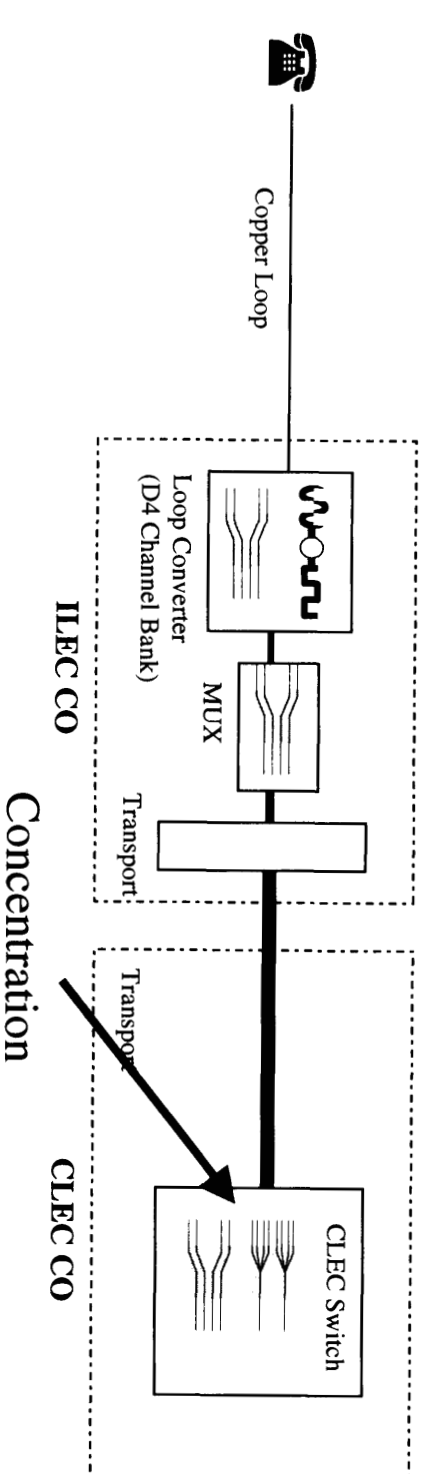 Copper Loop
Loop Converter
(D4 Channel Bank)
MUX
Transport
ILEC CO
Concentration
Transport
CLEC Switch
CLEC CO